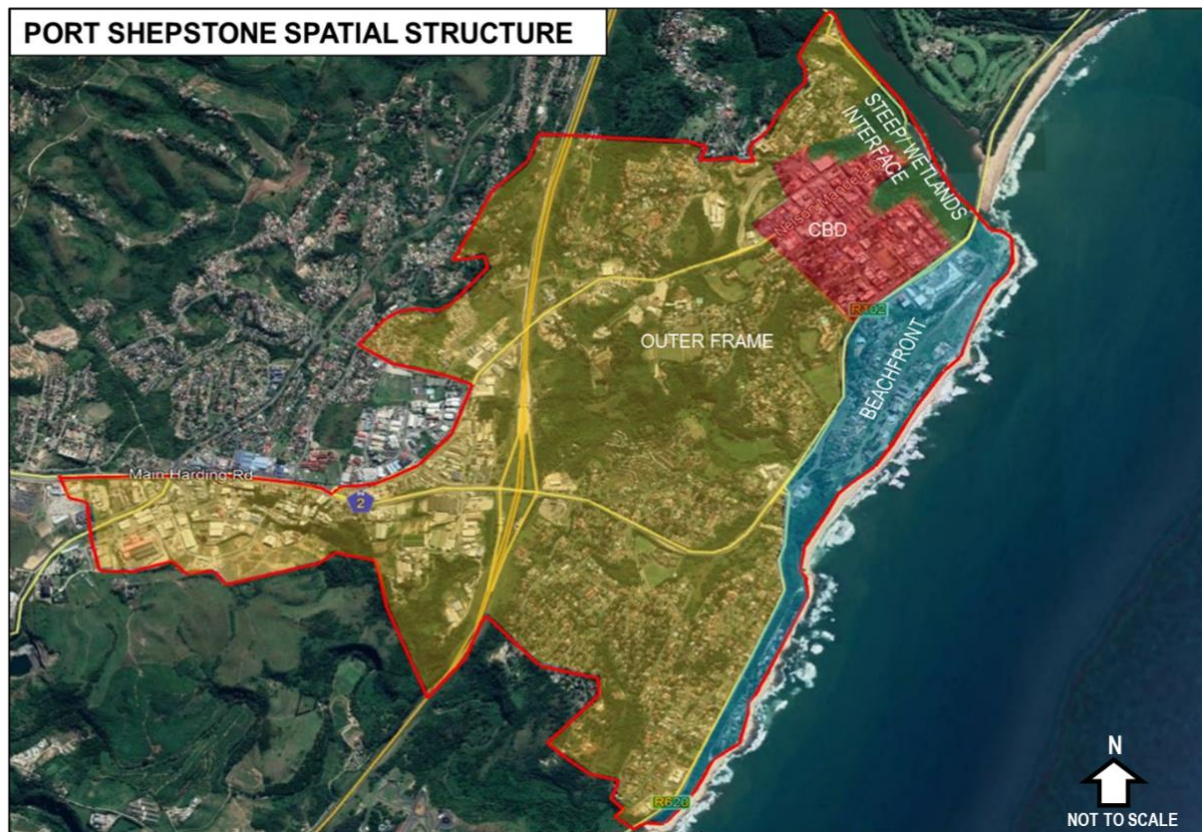 PORT SHEPSTONE SPATIAL STRUCTURE
STEEP/ WETLANDS
INTERFACE
CBD
R102
OUTER FRAME
BEACHFRONT
Main Harding Rd
2
R620
N
NOT TO SCALE